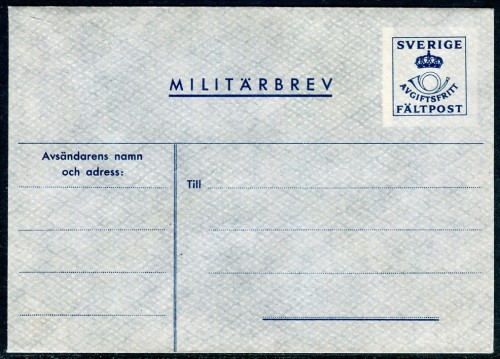 SVERIGE
AVGIFTSFRITT
FÄLTPOST
MILITÄRBREV
Avsändarens namn
och adress:
Till